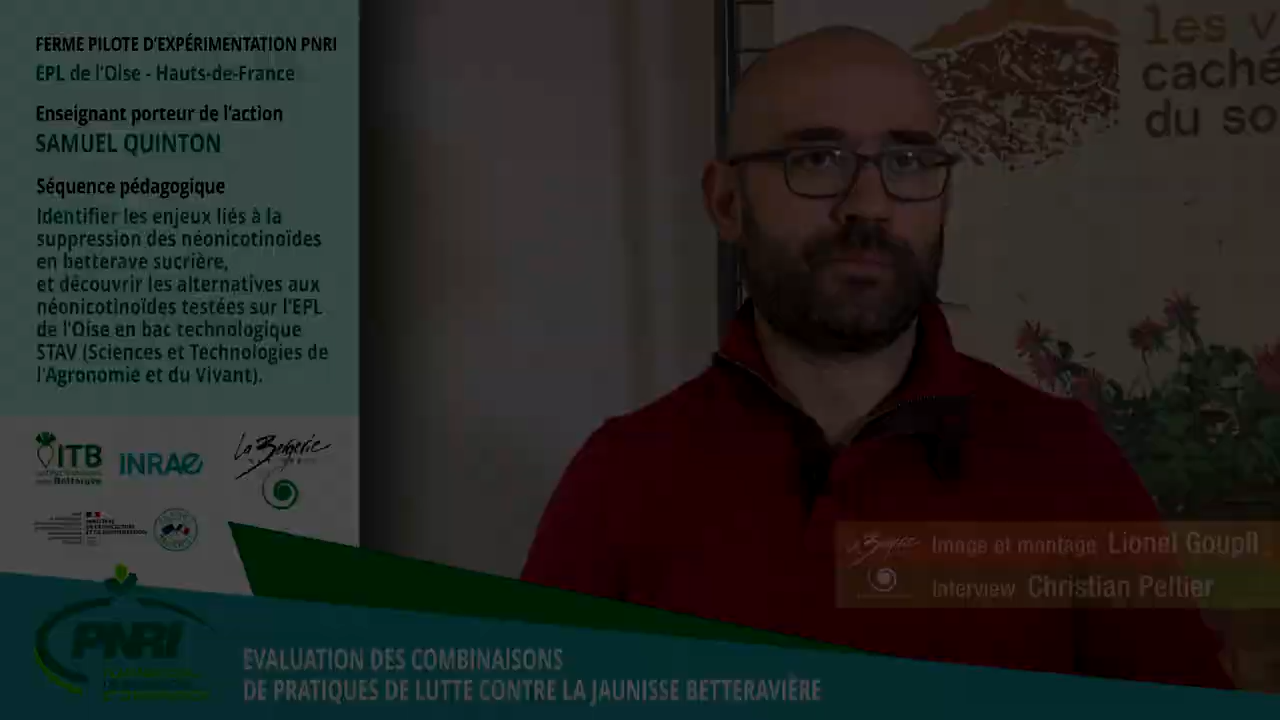 FERME PILOTE D'EXPÉRIMENTATION PNRI
EPL de l'Oise - Hauts-de-France
Enseignant porteur de l'action
SAMUEL QUINTON
Séquence pédagogique
Identifier les enjeux liés à la
suppression des néonicotinoïdes
en betterave sucrière,
et découvrir les alternatives aux
néonicotinoïdes testées sur l'EPL
de l'Oise en bac technologique
STAV (Sciences et Technologies de
l'Agronomie et du Vivant).
ITB
Betterave
INRAE
La Bergerie
les v
caché
du so
Image et montage Lionel Goupil
Interview Christian Peltier
PNRI
EVALUATION DES COMBINAISONS
DE PRATIQUES DE LUTTE CONTRE LA JAUNISSE BETTERAVIÈRE